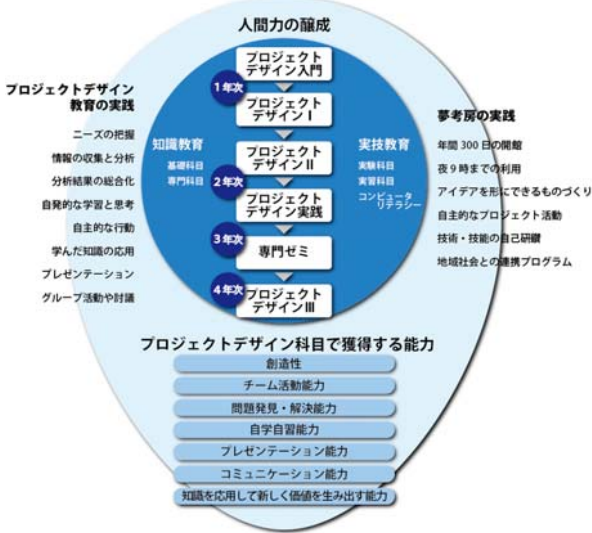 人間力の醸成
プロジェクト
デザイン入門
1年次
プロジェクト
デザインⅠ
プロジェクト
デザインⅡ
2年次
プロジェクト
デザイン実践
3年次
専門ゼミ
4年次
プロジェクト
デザインⅢ
知識教育
基礎科目
専門科目
実技教育
実験科目
実習科目
コンピュータ
リテラシー
プロジェクトデザイン
教育の実践
ニーズの把握
情報の収集と分析
分析結果の総合化
自発的な学習と思考
自主的な行動
学んだ知識の応用
プレゼンテーション
グループ活動や討議
夢考房の実践
年間 300 日の開館
夜 9 時までの利用
アイデアを形にできるものづくり
自主的なプロジェクト活動
技術・技能の自己研鑽
地域社会との連携プログラム
プロジェクトデザイン科目で獲得する能力
創造性
チーム活動能力
問題発見・解決能力
自学自習能力
プレゼンテーション能力
コミュニケーション能力
知識を応用して新しく価値を生み出す能力